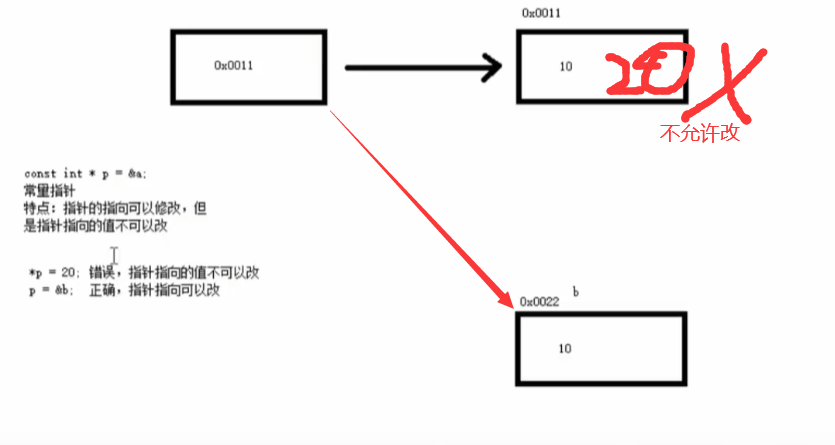 0x0011
0x0011
10
20
不允许改
const int * p = &a;
常量指针
特点：指针的指向可以修改，但
是指针指向的值不可以改
*p = 20; 错误，指针指向的值不可以改
p = &b; 正确，指针指向可以改
b
0x0022
10